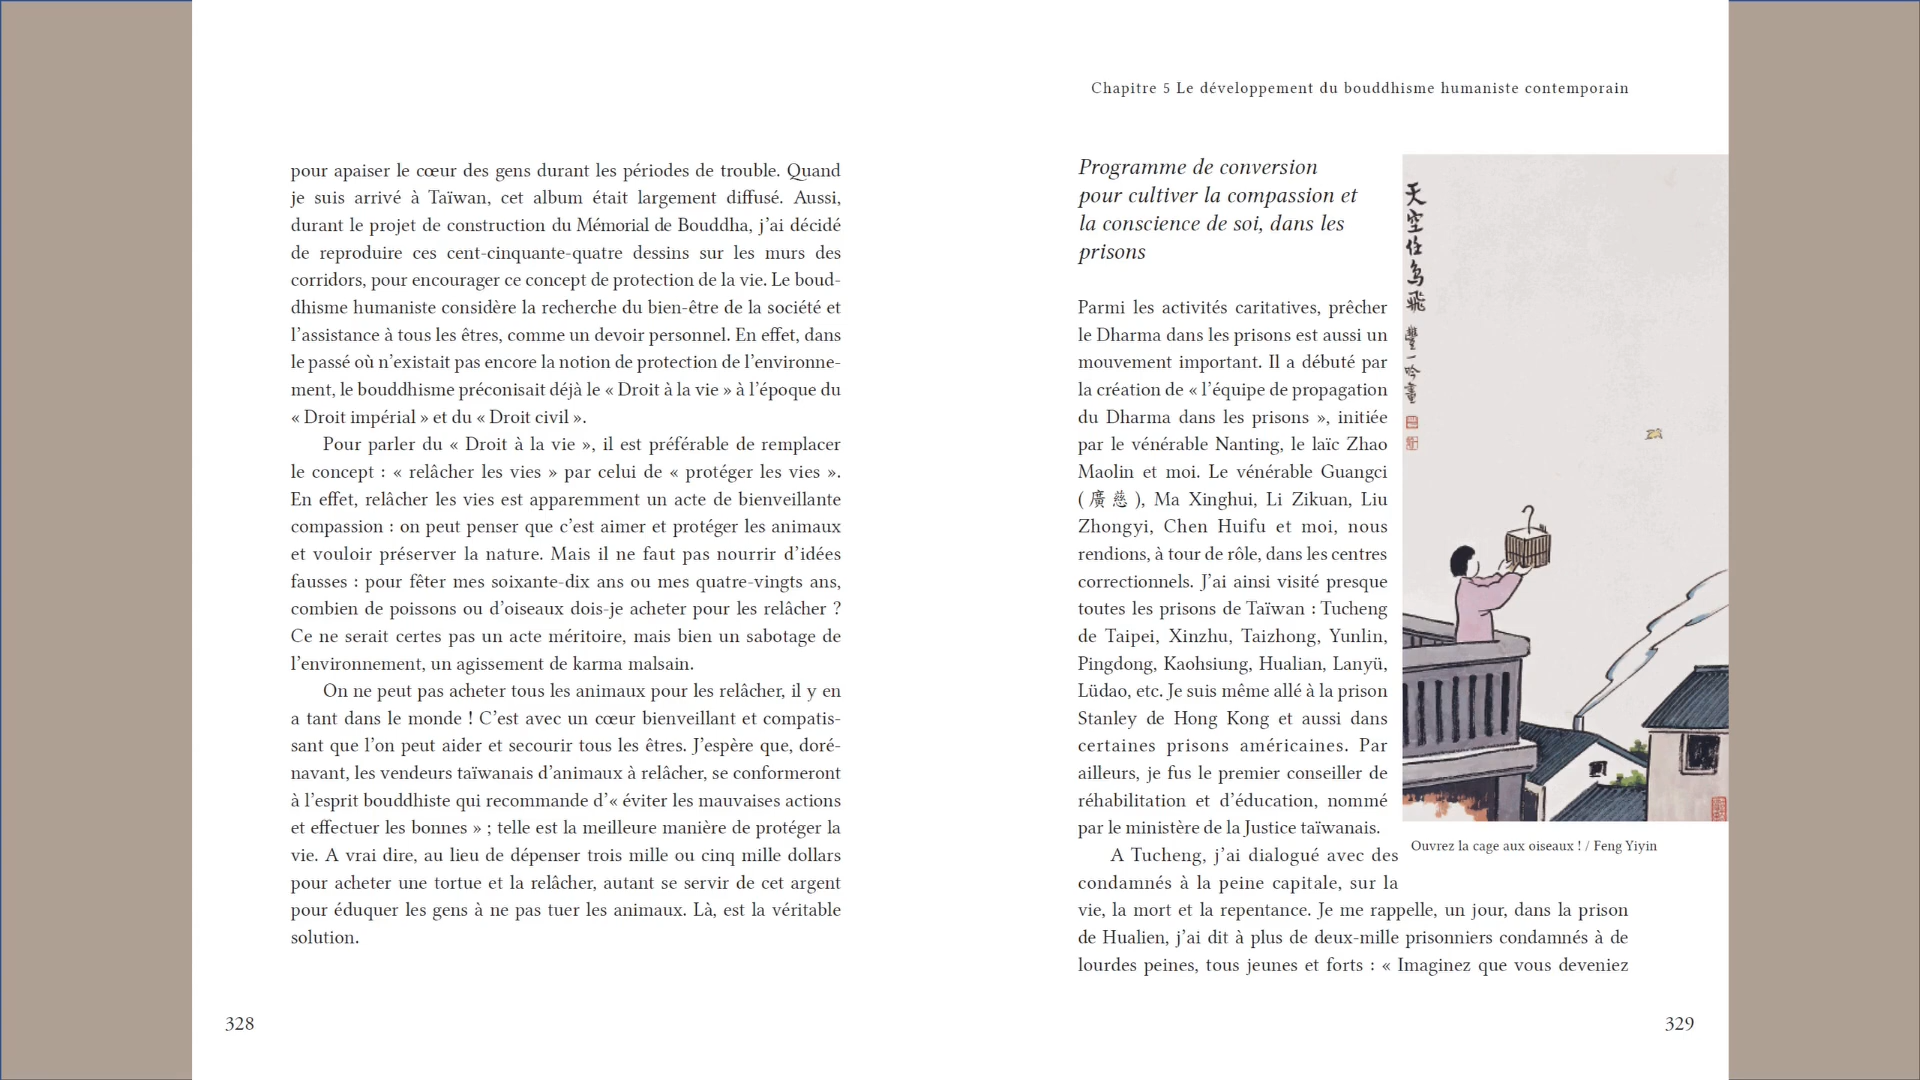 pour apaiser le cœur des gens durant les périodes de trouble. Quand
je suis arrivé à Taïwan, cet album était largement diffusé. Aussi,
durant le projet de construction du Mémorial de Bouddha, j’ai décidé
de reproduire ces cent-cinquante-quatre dessins sur les murs des
corridors, pour encourager ce concept de protection de la vie. Le boud-
dhisme humaniste considère la recherche du bien-être de la société et
l’assistance à tous les êtres, comme un devoir personnel. En effet, dans
le passé où n’existait pas encore la notion de protection de l’environne-
ment, le bouddhisme préconisait déjà le « Droit à la vie » à l’époque du
« Droit impérial » et du « Droit civil ».
Pour parler du « Droit à la vie », il est préférable de remplacer
le concept : « relâcher les vies » par celui de « protéger les vies ».
En effet, relâcher les vies est apparemment un acte de bienveillante
compassion : on peut penser que c’est aimer et protéger les animaux
et vouloir préserver la nature. Mais il ne faut pas nourrir d’idées
fausses : pour fêter mes soixante-dix ans ou mes quatre-vingts ans,
combien de poissons ou d’oiseaux dois-je acheter pour les relâcher ?
Ce ne serait certes pas un acte méritoire, mais bien un sabotage de
l’environnement, un agissement de karma malsain.
On ne peut pas acheter tous les animaux pour les relâcher, il y en
a tant dans le monde ! C’est avec un cœur bienveillant et compatis-
sant que l’on peut aider et secourir tous les êtres. J’espère que, doré-
navant, les vendeurs taïwanais d’animaux à relâcher, se conformeront
à l’esprit bouddhiste qui recommande d’« éviter les mauvaises actions
et effectuer les bonnes » ; telle est la meilleure manière de protéger la
vie. A vrai dire, au lieu de dépenser trois mille ou cinq mille dollars
pour acheter une tortue et la relâcher, autant se servir de cet argent
pour éduquer les gens à ne pas tuer les animaux. Là, est la véritable
solution.
328
Chapitre 5 Le développement du bouddhisme humaniste contemporain
Programme de conversion
pour cultiver la compassion et
la conscience de soi, dans les
prisons
Parmi les activités caritatives, prêcher
le Dharma dans les prisons est aussi un
mouvement important. Il a débuté par
la création de « l’équipe de propagation
du Dharma dans les prisons », initiée
par le vénérable Nanting, le laïc Zhao
Maolin et moi. Le vénérable Guangci
( 廣 慈 ), Ma Xinghui, Li Zikuan, Liu
Zhongyi, Chen Huifu et moi, nous
rendions, à tour de rôle, dans les centres
correctionnels. J’ai ainsi visité presque
toutes les prisons de Taïwan : Tucheng
de Taipei, Xinzhu, Taizhong, Yunlin,
Pingdong, Kaohsiung, Hualian, Lanyü,
Lüdao, etc. Je suis même allé à la prison
Stanley de Hong Kong et aussi dans
certaines prisons américaines. Par
ailleurs, je fus le premier conseiller de
réhabilitation et d’éducation, nommé
par le ministère de la Justice taïwanais.
A Tucheng, j’ai dialogué avec des
condamnés à la peine capitale, sur la
vie, la mort et la repentance. Je me rappelle, un jour, dans la prison
de Hualien, j’ai dit à plus de deux-mille prisonniers condamnés à de
lourdes peines, tous jeunes et forts : « Imaginez que vous deveniez
天空任鳥飛
豐一吟畫
Ouvrez la cage aux oiseaux ! / Feng Yiyin
329